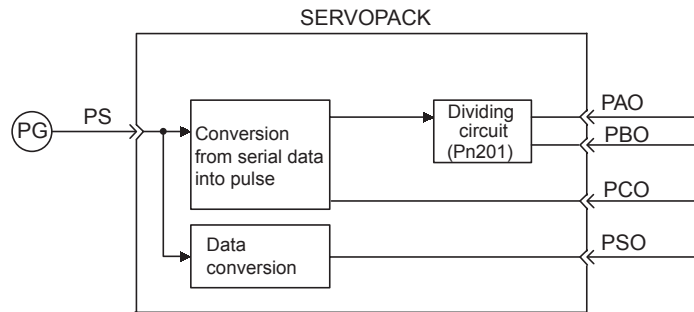 SERVOPACK
PG
PS
Conversion
from serial data
into pulse
Dividing
circuit
(Pn201)
PAO
PBO
PCO
Data
conversion
PSO